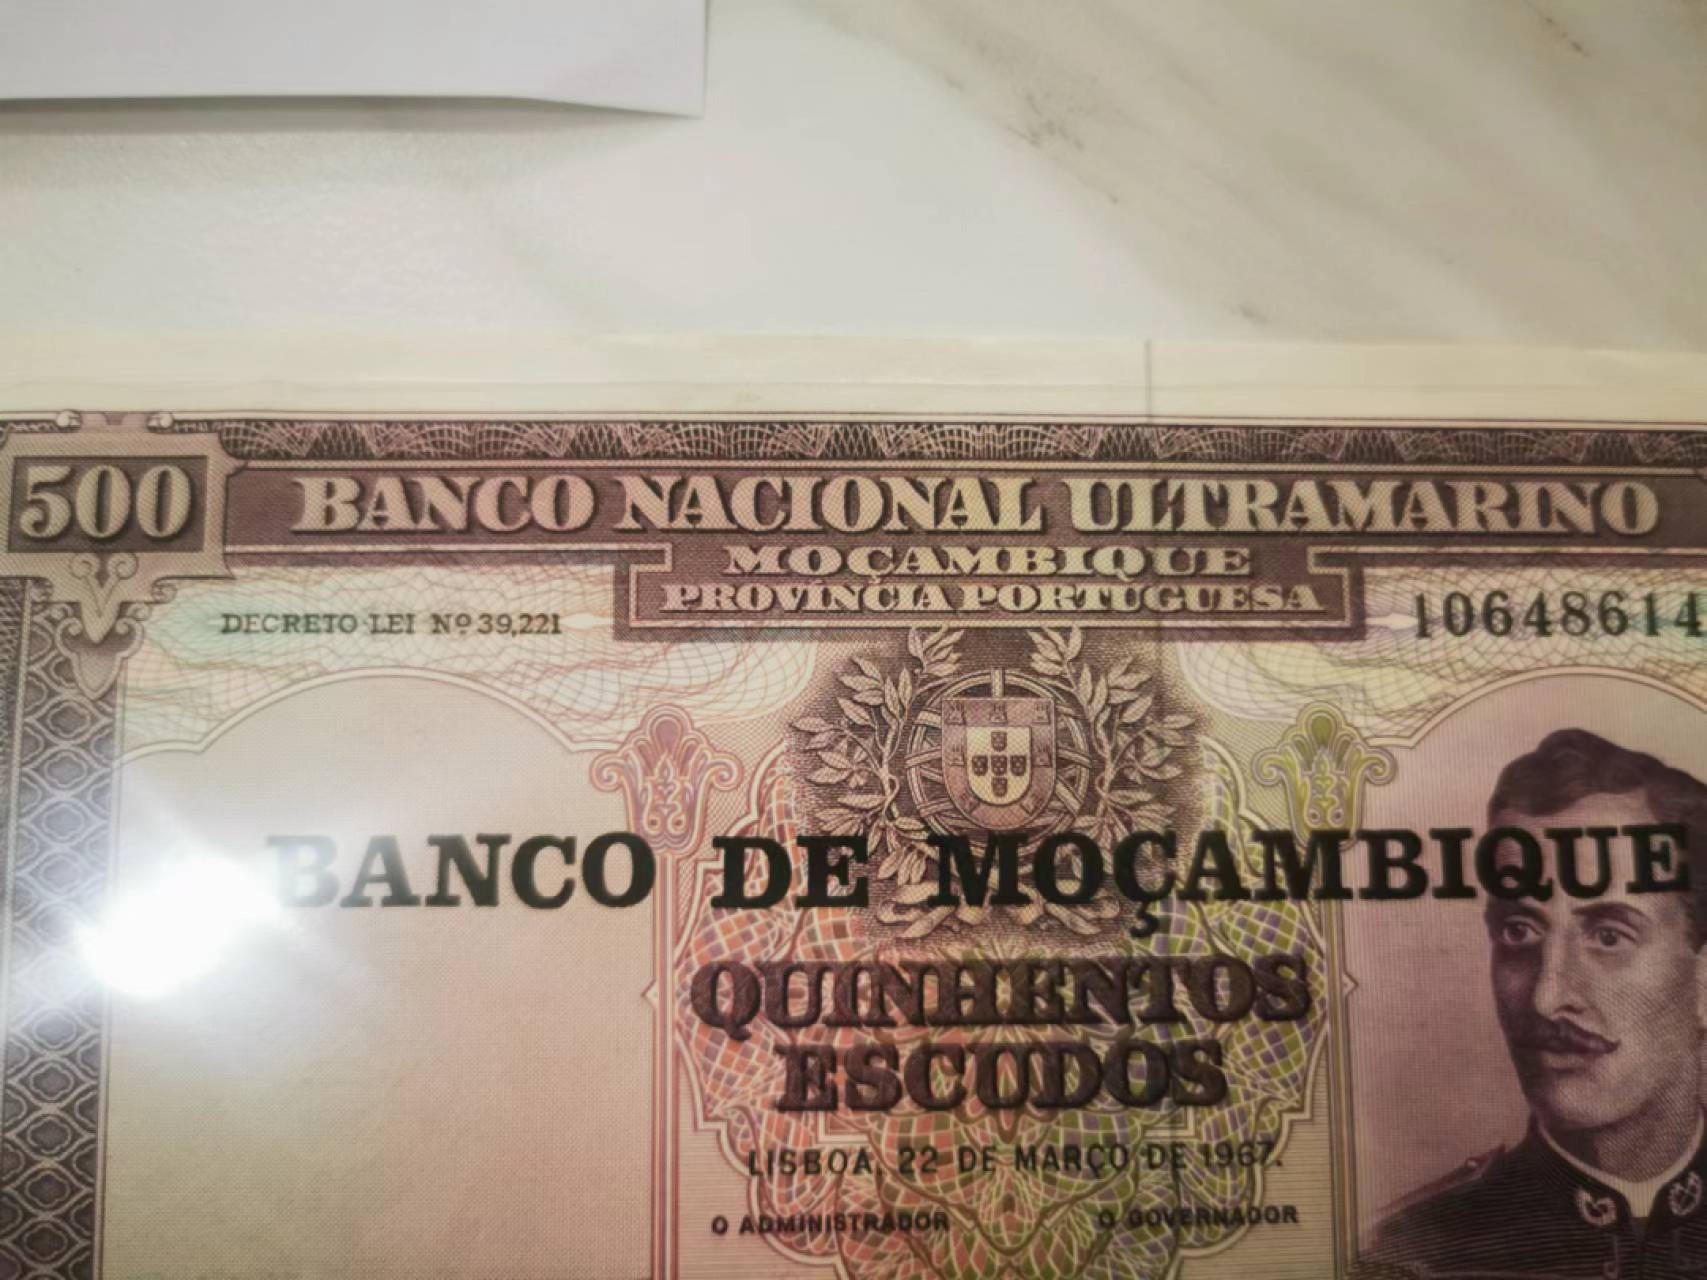 500
BANCO NACIONAL ULTRAMARINO
MOÇAMBIQUE
PROVÍNCIA PORTUGUESA
DECRETO-LEI Nº 39,221
10648614
BANCO DE MOÇAMBIQUE
QUINHENTOS
ESCUDOS
LISBOA, 22 DE MARÇO DE 1967.
O ADMINISTRADOR O GOVERNADOR